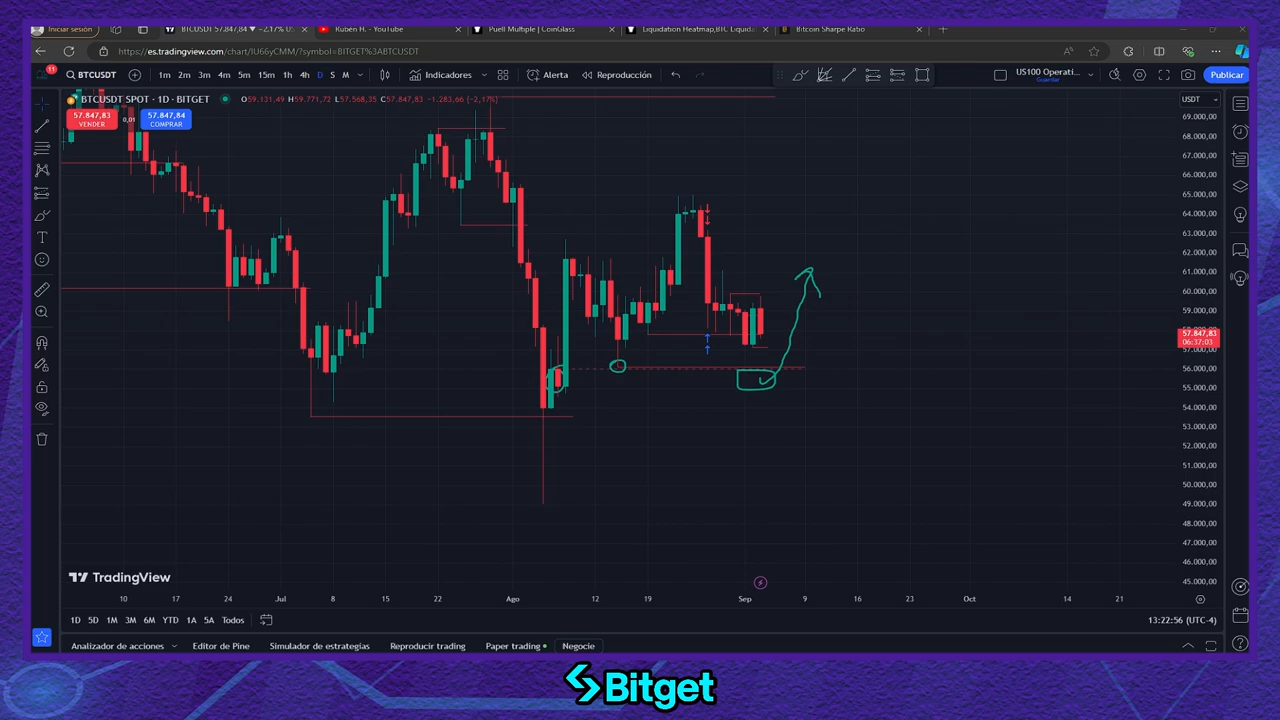 Iniciar sesión
BTCUSDT 57.847,84 ▼ −2,17%
Rubén H. - YouTube
Puell Multiple | CoinGlass
Liquidation Heatmap,BTC Liquida
Bitcoin Sharpe Ratio
https://es.tradingview.com/chart/IU66yCMM/?symbol=BITGET%3ABTCUSDT
11
BTCUSDT 1m 2m 3m 4m 5m 15m 1h 4h D S M Indicadores Alerta Reproducción
US100 Operati...
Guardar
Publicar
BTCUSDT SPOT · 1D · BITGET O59.131,49 H59.771,72 L57.568,35 C57.847,83 −1.283,66 (−2,17%)
USDT
57.847,83
VENDER
0,01
57.847,84
COMPRAR
69.000,00
68.000,00
67.000,00
66.000,00
65.000,00
64.000,00
63.000,00
62.000,00
61.000,00
60.000,00
57.847,83
06:37:03
57.000,00
56.000,00
55.000,00
54.000,00
53.000,00
52.000,00
51.000,00
50.000,00
49.000,00
48.000,00
47.000,00
46.000,00
45.000,00
TradingView
10 17 24 Jul 8 15 22 Ago 12 19 Sep 9 16 23 Oct 14 21
1D 5D 1M 3M 6M YTD 1A 5A Todos
13:22:56 (UTC-4)
Analizador de acciones Editor de Pine Simulador de estrategias Reproducir trading Paper trading Negocie
Bitget